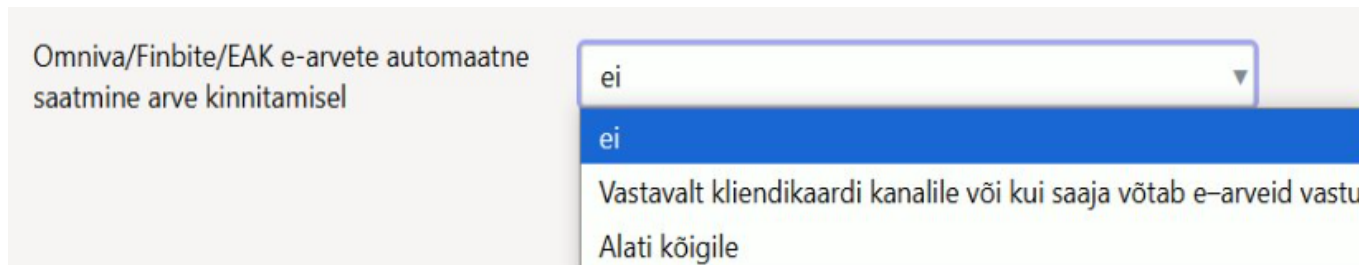 Omniva/Finbite/EAK e-arvete automaatne
saatmine arve kinnitamisel
ei
ei
Vastavalt kliendikaardi kanalile või kui saaja võtab e–arveid vastu
Alati kõigile